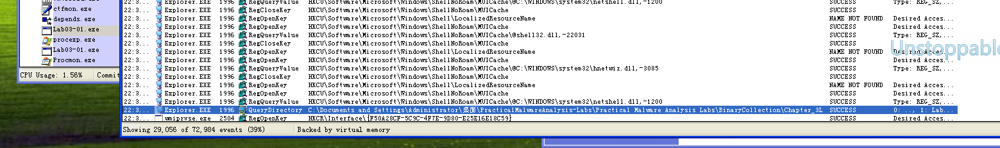 ctfmon.exe
depends.exe
Lab03-01.exe
procexp.exe
Lab03-01.exe
Procmon.exe
CPU Usage: 1.56% Commit
22:3... Explorer.EXE 1996 RegQueryValue HKCU\Software\Microsoft\Windows\ShellNoRoam\MUICache\@C:\WINDOWS\system32\netshell.dll,-1200 SUCCESS Type: REG_SZ,...
22:3... Explorer.EXE 1996 RegCloseKey HKCU\Software\Microsoft\Windows\ShellNoRoam\MUICache SUCCESS
22:3... Explorer.EXE 1996 RegOpenKey HKCU\Software\Microsoft\Windows\Shell\LocalizedResourceName NAME NOT FOUND Desired Acces...
22:3... Explorer.EXE 1996 RegOpenKey HKCU\Software\Microsoft\Windows\ShellNoRoam\MUICache SUCCESS Desired Acces...
22:3... Explorer.EXE 1996 RegQueryValue HKCU\Software\Microsoft\Windows\ShellNoRoam\MUICache\@shell32.dll,-22031 SUCCESS Type: REG_SZ,...
22:3... Explorer.EXE 1996 RegCloseKey HKCU\Software\Microsoft\Windows\ShellNoRoam\MUICache SUCCESS
Unstoppable
22:3... Explorer.EXE 1996 RegOpenKey HKCU\Software\Microsoft\Windows\Shell\LocalizedResourceName NAME NOT FOUND Desired Acces...
22:3... Explorer.EXE 1996 RegOpenKey HKCU\Software\Microsoft\Windows\ShellNoRoam\MUICache SUCCESS Desired Acces...
22:3... Explorer.EXE 1996 RegQueryValue HKCU\Software\Microsoft\Windows\ShellNoRoam\MUICache\@C:\WINDOWS\system32\hnetwiz.dll,-3085 SUCCESS Type: REG_SZ,...
22:3... Explorer.EXE 1996 RegCloseKey HKCU\Software\Microsoft\Windows\ShellNoRoam\MUICache SUCCESS
22:3... Explorer.EXE 1996 RegOpenKey HKCU\Software\Microsoft\Windows\Shell\LocalizedResourceName NAME NOT FOUND Desired Acces...
22:3... Explorer.EXE 1996 RegOpenKey HKCU\Software\Microsoft\Windows\ShellNoRoam\MUICache SUCCESS Desired Acces...
22:3... Explorer.EXE 1996 RegQueryValue HKCU\Software\Microsoft\Windows\ShellNoRoam\MUICache\@C:\WINDOWS\system32\netshell.dll,-1200 SUCCESS Type: REG_SZ,...
22:3... Explorer.EXE 1996 QueryDirectory C:\Documents and Settings\Administrator\桌面\PracticalMalwareAnalysis-Labs\Practical Malware Analysis Labs\BinaryCollection\Chapter_3L SUCCESS 0: .., 1: Lab...
22:3... wmiprvse.exe 2504 RegOpenKey HKCR\Interface\{F50A28CF-5C9C-4F7E-9D80-E25E16E18C59} SUCCESS Desired Acces...
Showing 29,056 of 72,984 events (39%) Backed by virtual memory